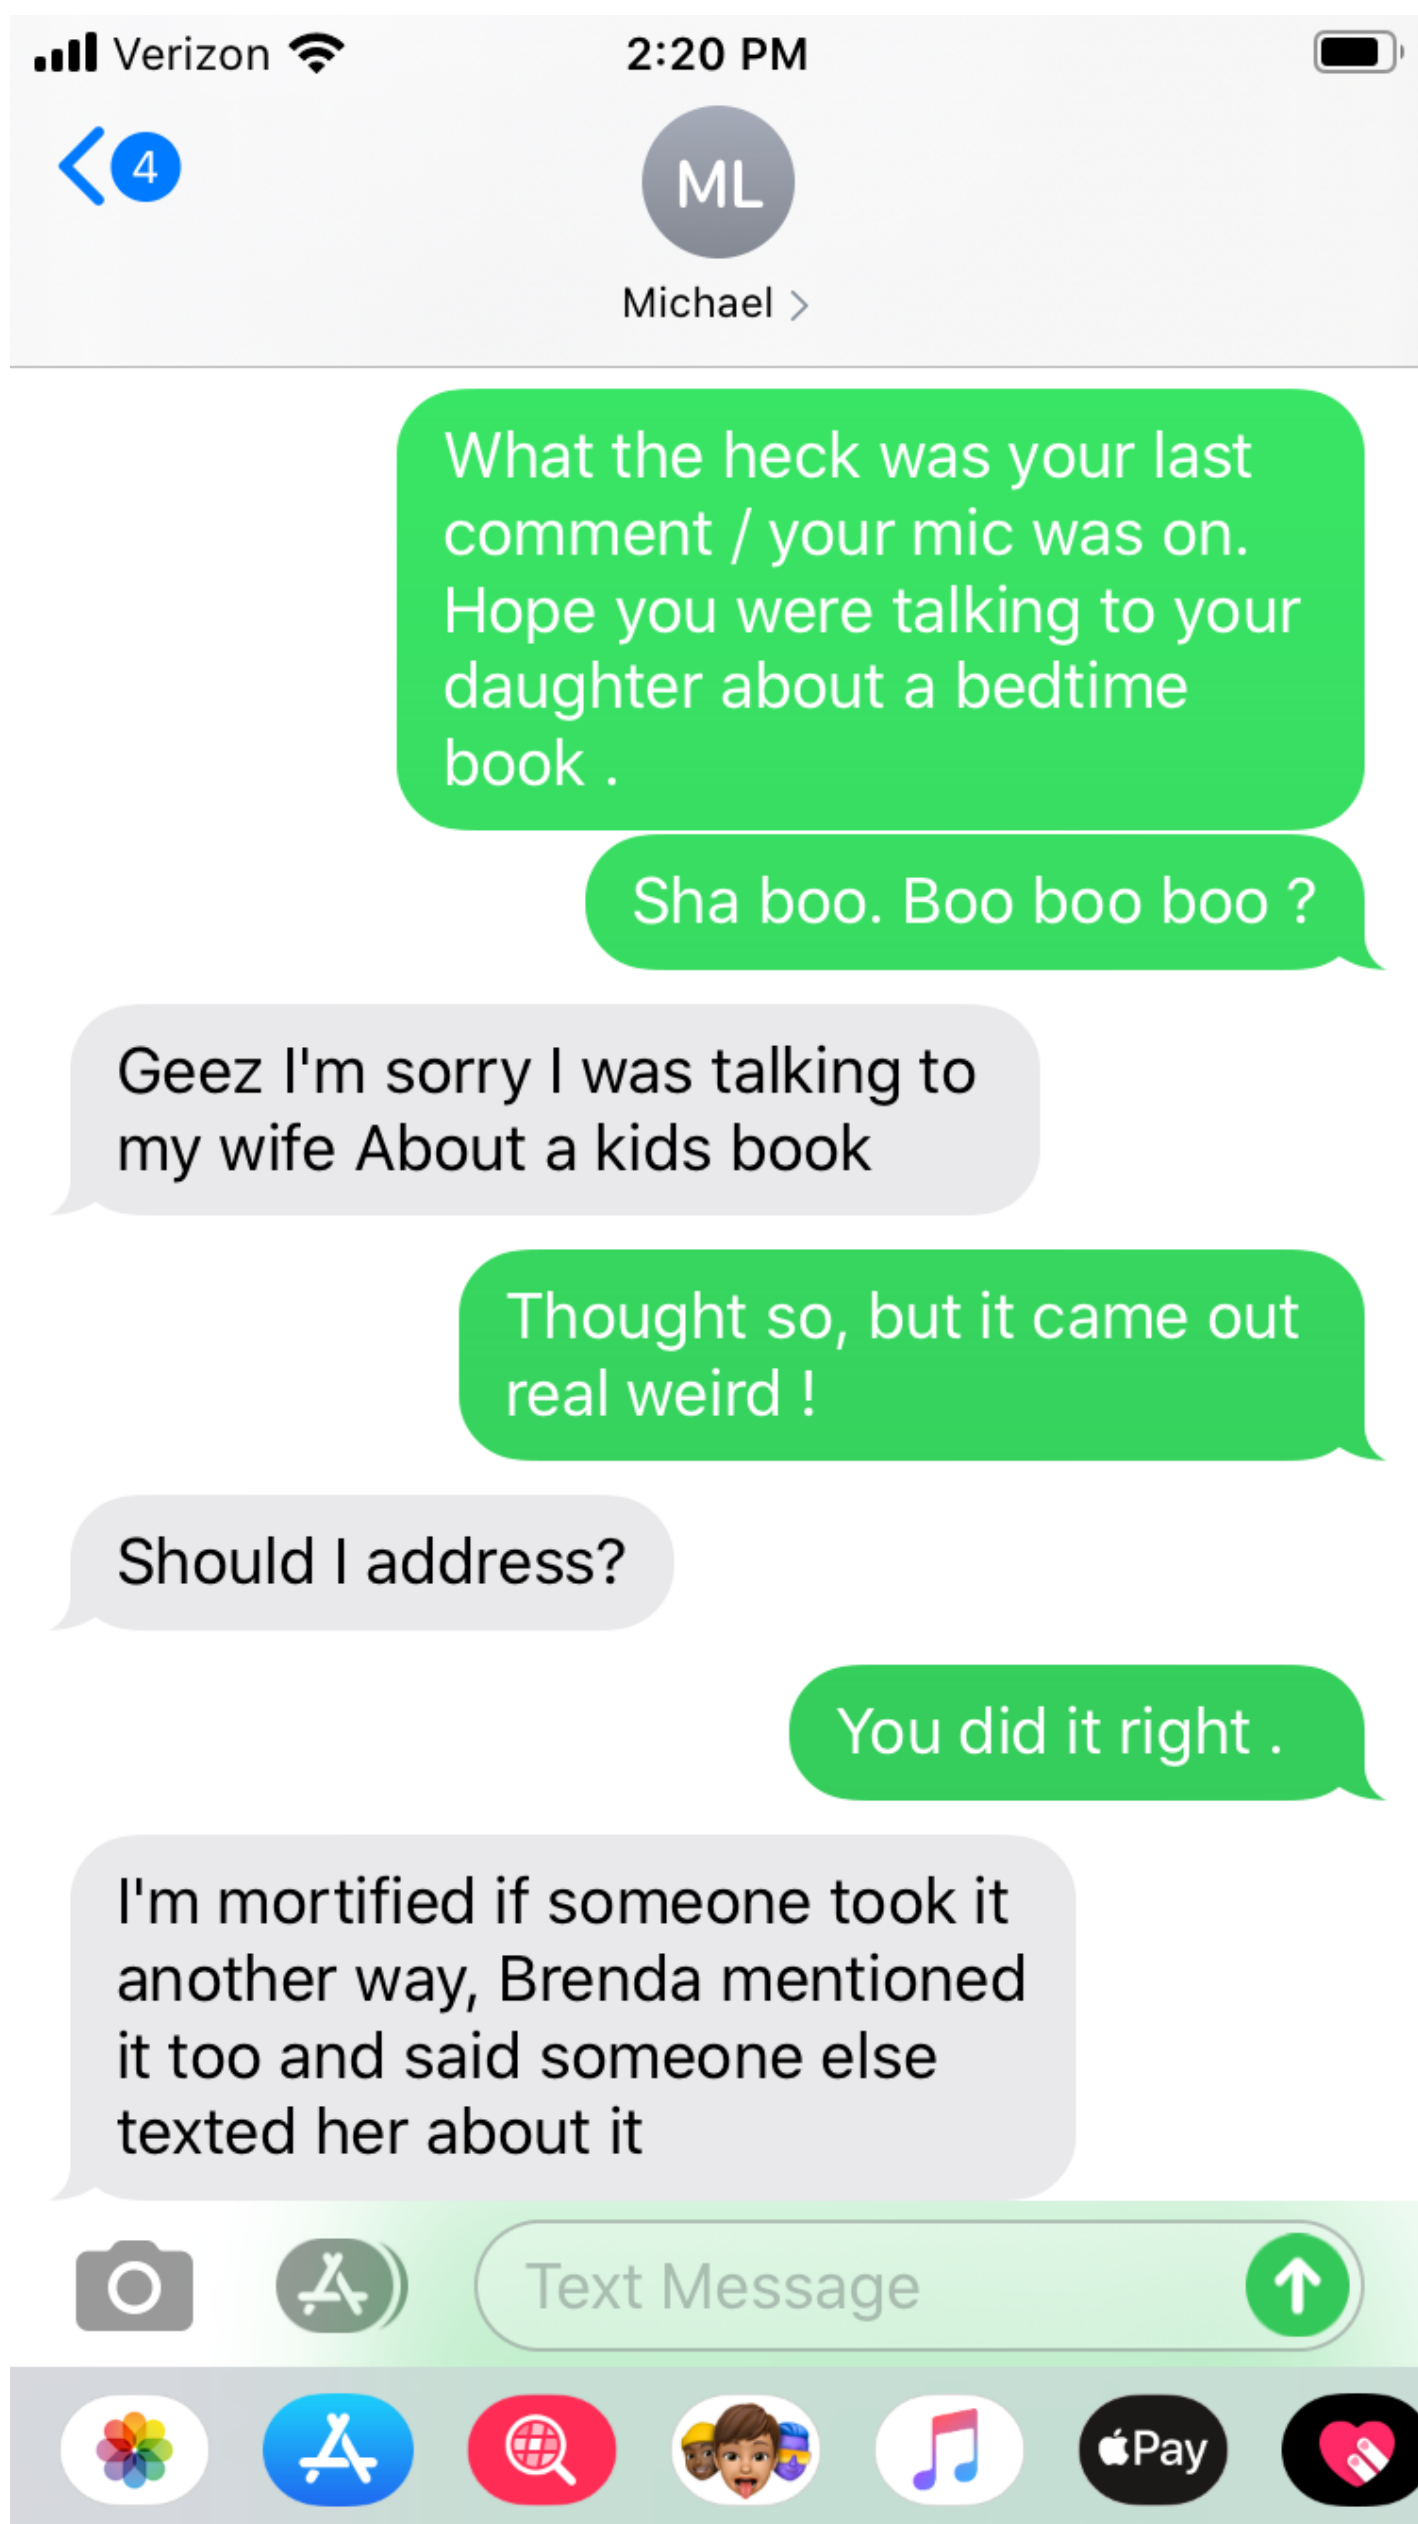 Verizon 2:20 PM
4
ML
Michael
What the heck was your last
comment / your mic was on.
Hope you were talking to your
daughter about a bedtime
book .
Sha boo. Boo boo boo ?
Geez I'm sorry I was talking to
my wife About a kids book
Thought so, but it came out
real weird !
Should I address?
You did it right .
I'm mortified if someone took it
another way, Brenda mentioned
it too and said someone else
texted her about it
Text Message
Pay